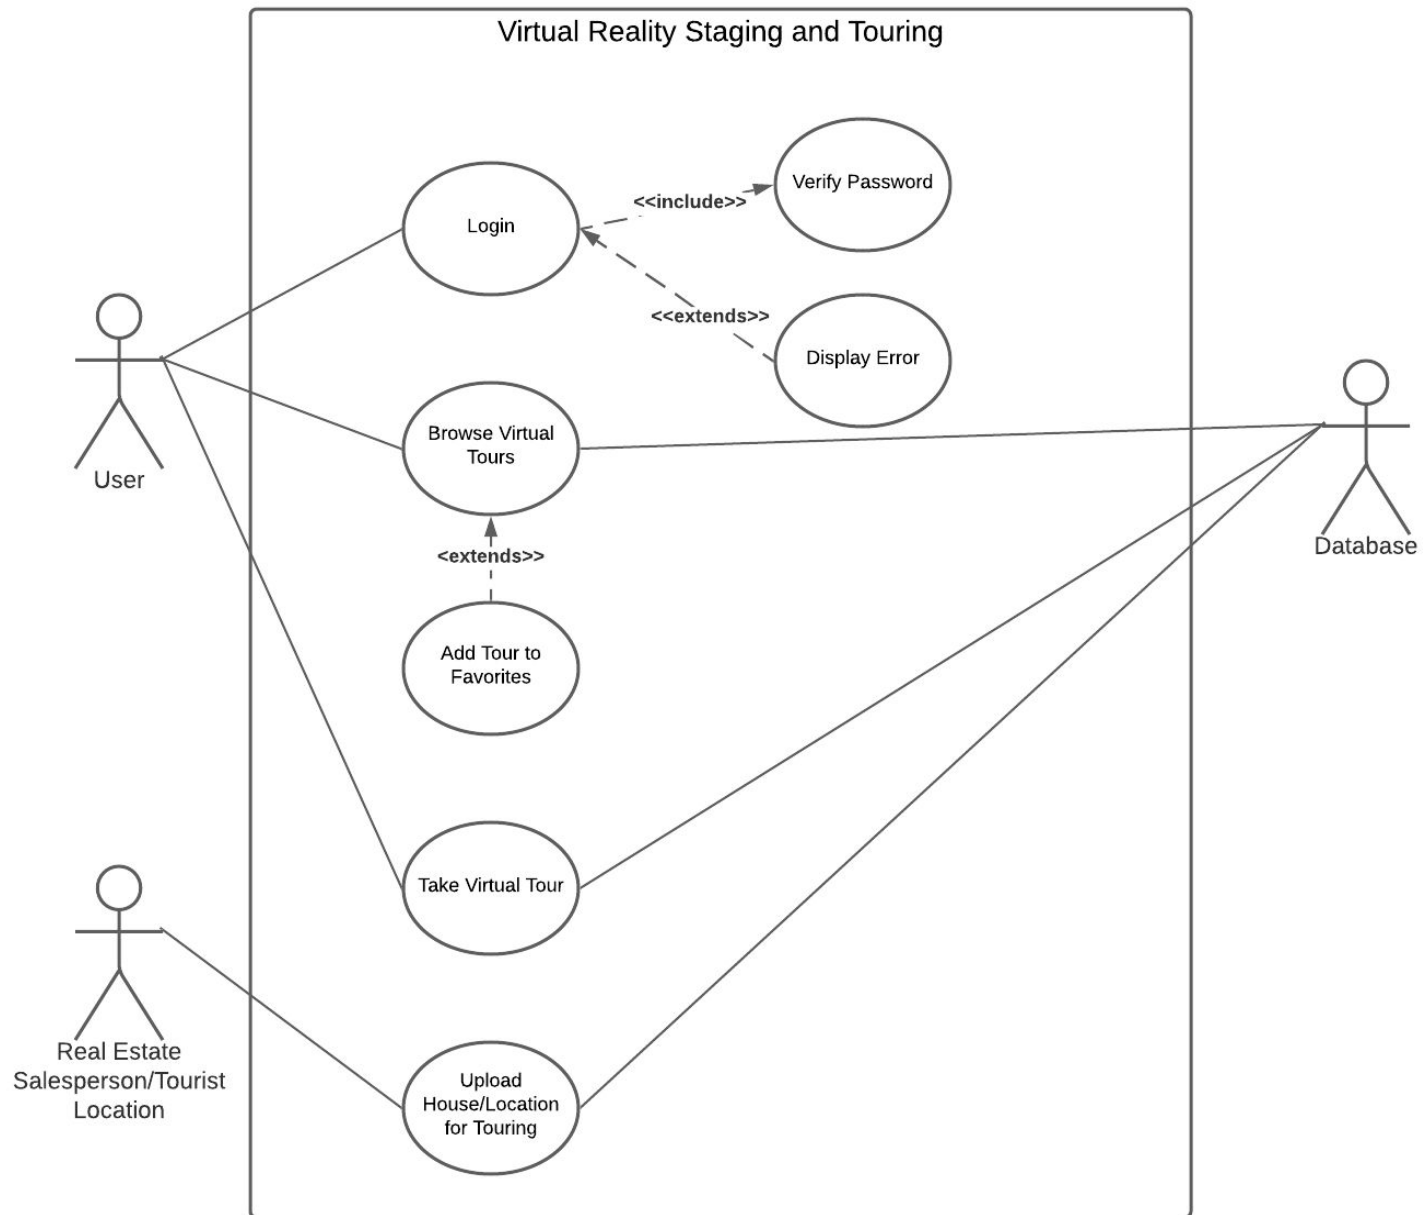 Virtual Reality Staging and Touring
Verify Password
<<include>>
Login
<<extends>>
Display Error
Browse Virtual
Tours
User
<extends>>
Database
Add Tour to
Favorites
Take Virtual Tour
Real Estate
Salesperson/Tourist
Location
Upload
House/Location
for Touring